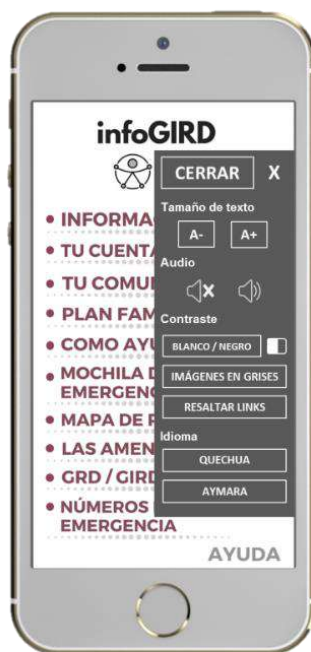 infoGIRD
CERRAR X
Tamaño de texto
A- A+
Audio
Contraste
BLANCO / NEGRO
IMÁGENES EN GRISES
RESALTAR LINKS
Idioma
QUECHUA
AYMARA
• INFORMA
• TU CUENTA
• TU COMU
• PLAN FAM
• COMO AYU
• MOCHILA D
EMERGENC
• MAPA DE
• LAS AMEN
• GRD / GIRD
• NÚMEROS
EMERGENCIA
AYUDA